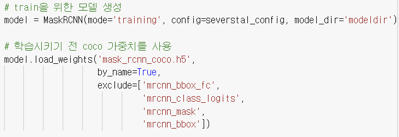 # train을 위한 모델 생성
model = MaskRCNN(mode='training', config=severstal_config, model_dir='modeldir')
# 학습시키기 전 coco 가중치를 사용
model.load_weights('mask_rcnn_coco.h5',
by_name=True,
exclude=['mrcnn_bbox_fc',
'mrcnn_class_logits',
'mrcnn_mask',
'mrcnn_bbox'])